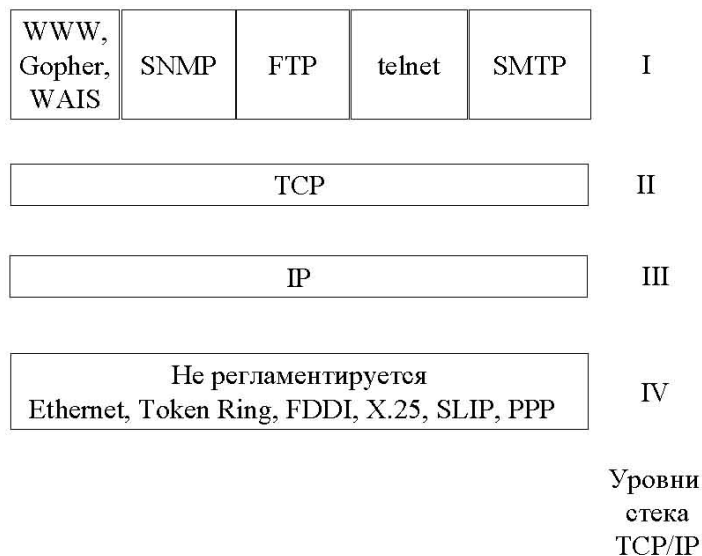 WWW,
Gopher,
WAIS
SNMP
FTP
telnet
SMTP
I
TCP
II
IP
III
Не регламентируется
Ethernet, Token Ring, FDDI, X.25, SLIP, PPP
IV
Уровни
стека
TCP/IP